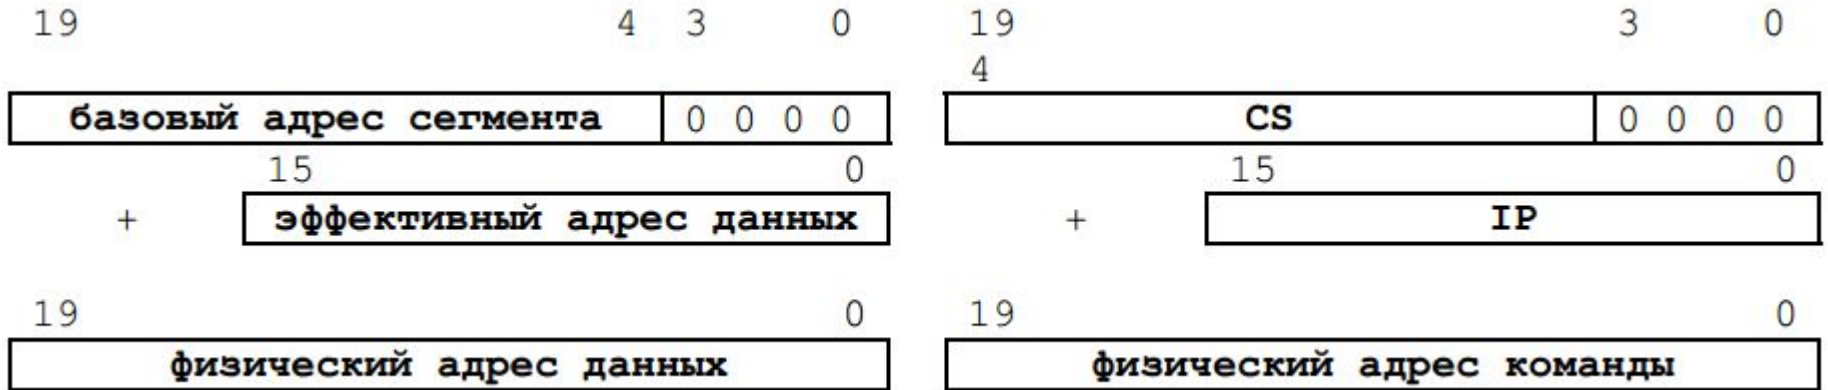 19 4 3 0
базовый адрес сегмента 0 0 0 0
15 0
+ эффективный адрес данных
19 0
физический адрес данных
19 3 0
4
CS 0 0 0 0
15 0
+ IP
19 0
физический адрес команды